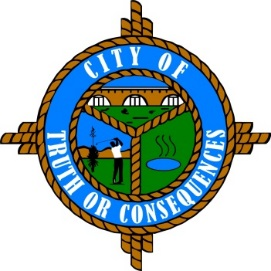 CITY OF
TRUTH OR CONSEQUENCES